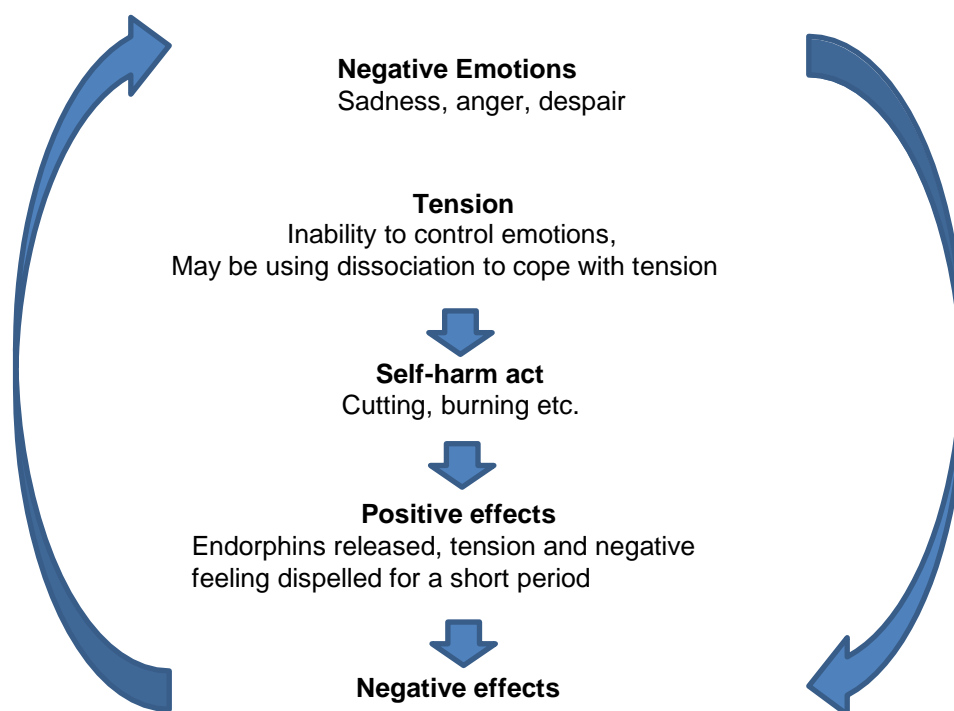 Negative Emotions
Sadness, anger, despair
Tension
Inability to control emotions,
May be using dissociation to cope with tension
Self-harm act
Cutting, burning etc.
Positive effects
Endorphins released, tension and negative
feeling dispelled for a short period
Negative effects